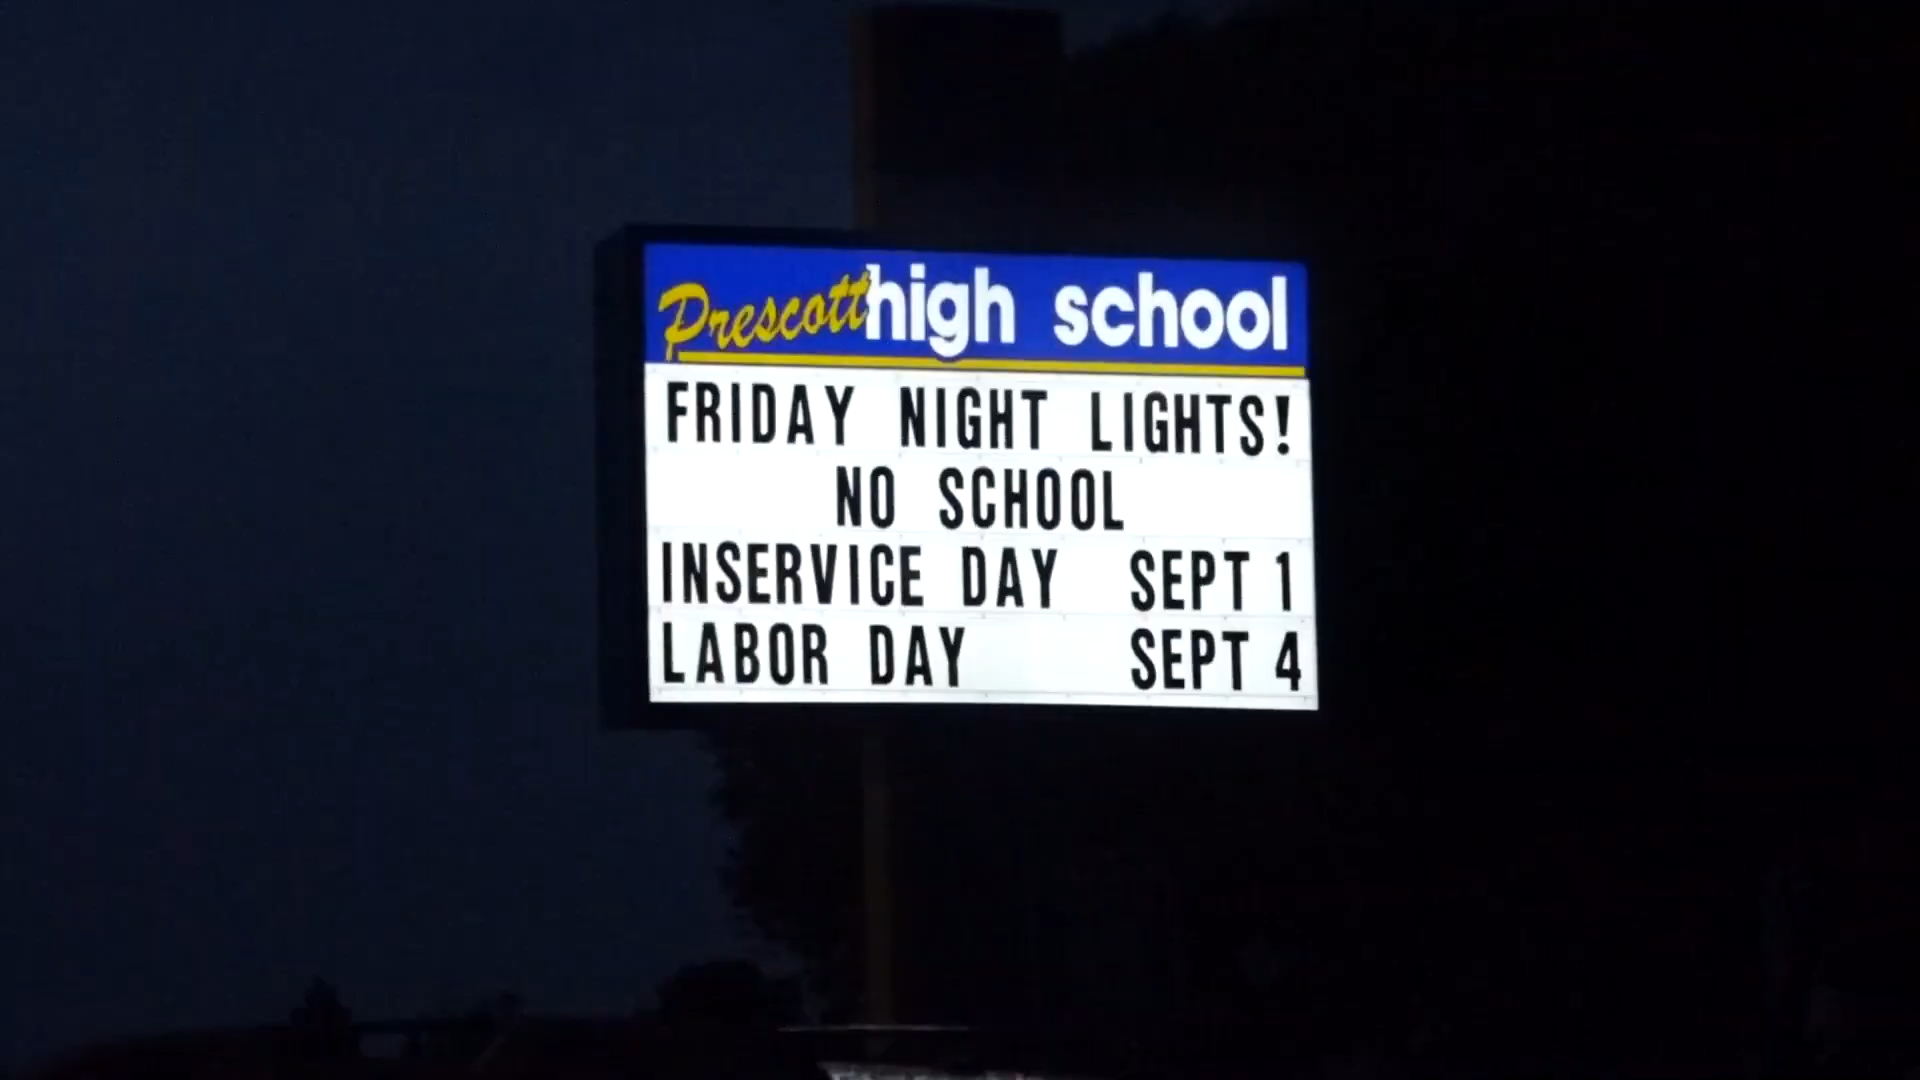 Prescott high school
FRIDAY NIGHT LIGHTS!
NO SCHOOL
INSERVICE DAY SEPT 1
LABOR DAY SEPT 4